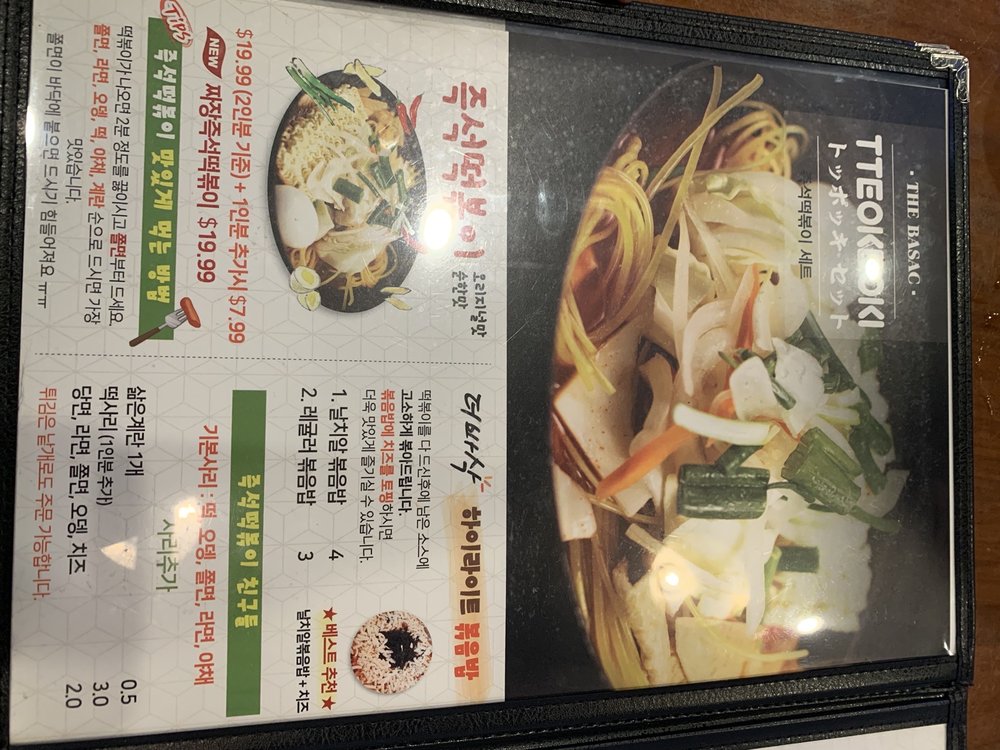 · THE BASAC ·
TTEOKBOKKI
トッポッキ セット
즉석떡볶이 세트
즉석떡볶이
오리지널맛
순한맛
$19.99 (2인분 기준) + 1인분 추가시 $7.99
NEW 짜장즉석떡볶이 $19.99
TIPS
즉석떡볶이 맛있게 먹는 방법
떡볶이가 나오면 2분 정도를 끓이시고 쫄면부터 드세요.
쫄면, 라면, 오뎅, 떡, 야채, 계란 순으로 드시면 가장
맛있습니다.
쫄면이 바닥에 붙으면 드시기 힘들어져요 ㅠㅠ
더바삭 하이라이트 볶음밥
떡볶이를 다 드신후에 남은 소스에
고소하게 볶아드립니다.
볶음밥에 치즈를 토핑하시면
더욱 맛있게 즐기실 수 있습니다.
1. 날치알 볶음밥 4
2. 레귤러 볶음밥 3
★베스트 추천★
날치알볶음밥 + 치즈
즉석떡볶이 친구들
기본사리 : 떡, 오뎅, 쫄면, 라면, 야채
사리추가
삶은계란 1개 0.5
떡사리 (1인분추가) 3.0
당면, 라면, 쫄면, 오뎅, 치즈 2.0
튀김은 낱개로도 주문 가능합니다.